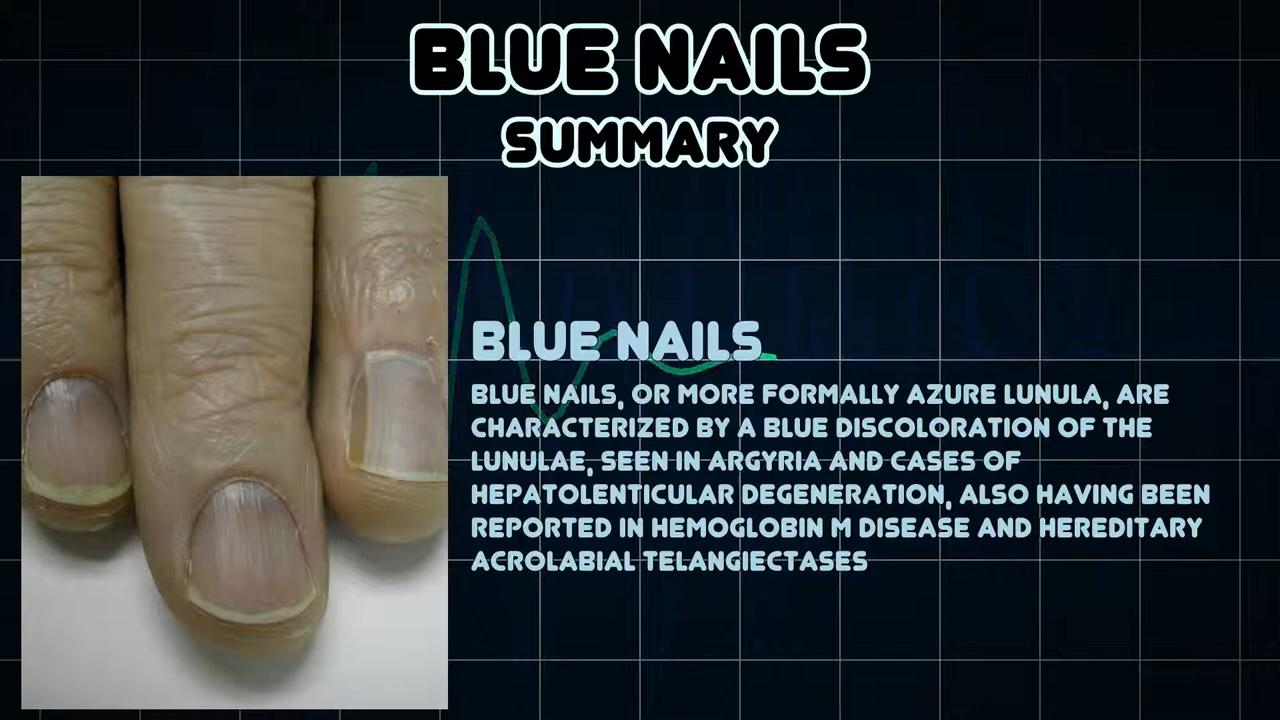 BLUE NAILS
SUMMARY
BLUE NAILS
BLUE NAILS, OR MORE FORMALLY AZURE LUNULA, ARE
CHARACTERIZED BY A BLUE DISCOLORATION OF THE
LUNULAE, SEEN IN ARGYRIA AND CASES OF
HEPATOLENTICULAR DEGENERATION, ALSO HAVING BEEN
REPORTED IN HEMOGLOBIN M DISEASE AND HEREDITARY
ACROLABIAL TELANGIECTASES